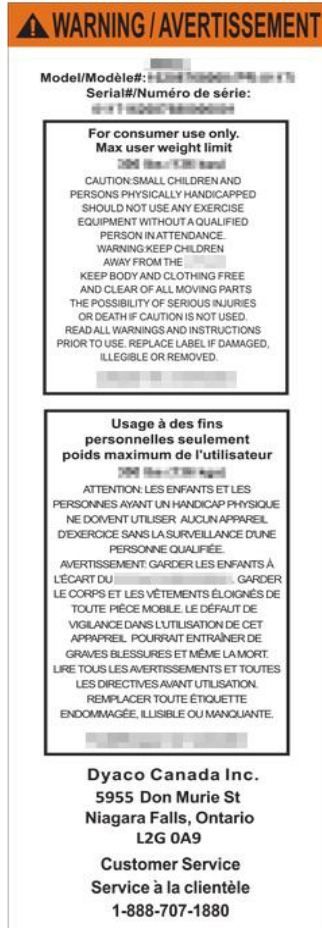 WARNING / AVERTISSEMENT
Model/Modèle#:
Serial#/Numéro de série:
For consumer use only.
Max user weight limit
CAUTION:SMALL CHILDREN AND
PERSONS PHYSICALLY HANDICAPPED
SHOULD NOT USE ANY EXERCISE
EQUIPMENT WITHOUT A QUALIFIED
PERSON IN ATTENDANCE.
WARNING:KEEP CHILDREN
AWAY FROM THE
KEEP BODY AND CLOTHING FREE
AND CLEAR OF ALL MOVING PARTS
THE POSSIBILITY OF SERIOUS INJURIES
OR DEATH IF CAUTION IS NOT USED.
READ ALL WARNINGS AND INSTRUCTIONS
PRIOR TO USE. REPLACE LABEL IF DAMAGED,
ILLEGIBLE OR REMOVED.
Usage à des fins
personnelles seulement
poids maximum de l'utilisateur
ATTENTION: LES ENFANTS ET LES
PERSONNES AYANT UN HANDICAP PHYSIQUE
NE DOIVENT UTILISER AUCUN APPAREIL
D'EXERCICE SANS LA SURVEILLANCE D'UNE
PERSONNE QUALIFIÉE.
AVERTISSEMENT: GARDER LES ENFANTS À
L'ÉCART DU . GARDER
LE CORPS ET LES VÊTEMENTS ÉLOIGNÉS DE
TOUTE PIÈCE MOBILE. LE DÉFAUT DE
VIGILANCE DANS L'UTILISATION DE CET
APPAPREIL POURRAIT ENTRAÎNER DE
GRAVES BLESSURES ET MÊME LA MORT.
LIRE TOUS LES AVERTISSEMENTS ET TOUTES
LES DIRECTIVES AVANT UTILISATION.
REMPLACER TOUTE ÉTIQUETTE
ENDOMMAGÉE, ILLISIBLE OU MANQUANTE.
Dyaco Canada Inc.
5955 Don Murie St
Niagara Falls, Ontario
L2G 0A9
Customer Service
Service à la clientèle
1-888-707-1880